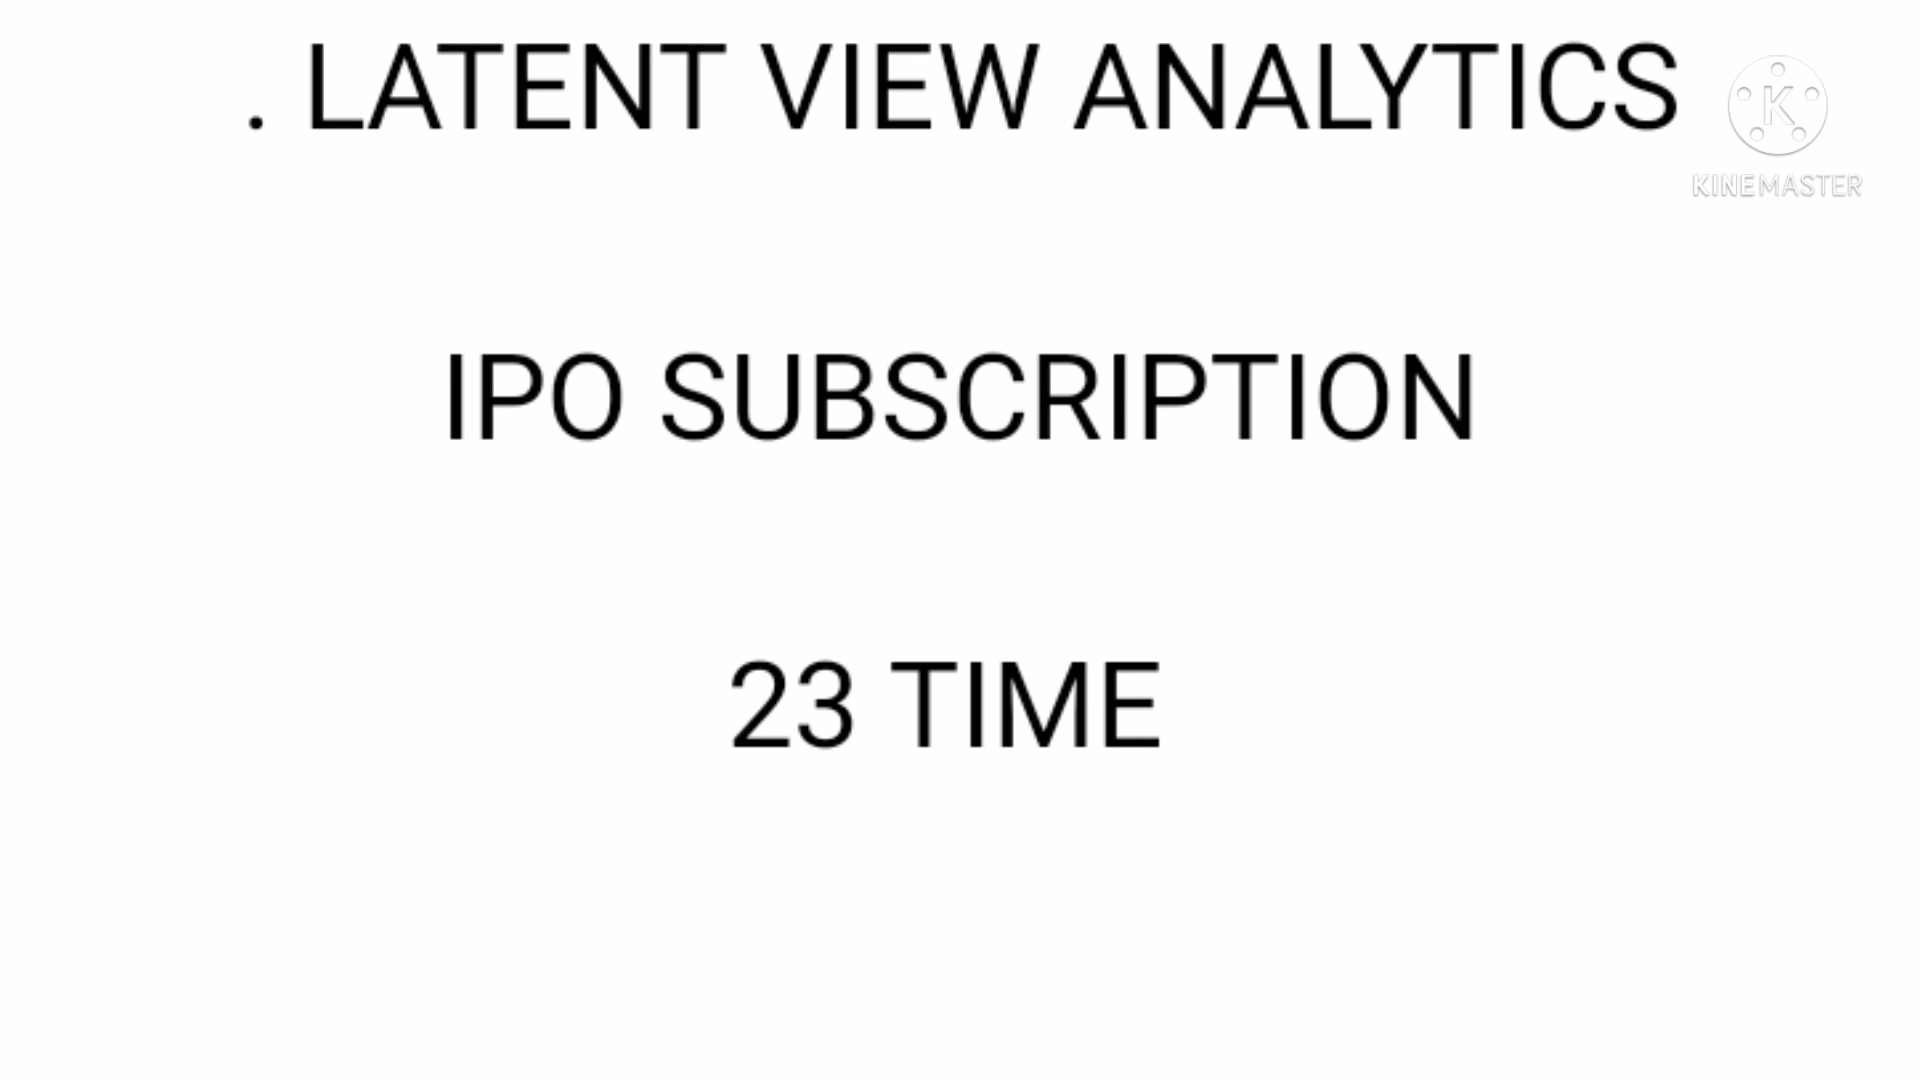 . LATENT VIEW ANALYTICS
K
KINEMASTER
IPO SUBSCRIPTION
23 TIME